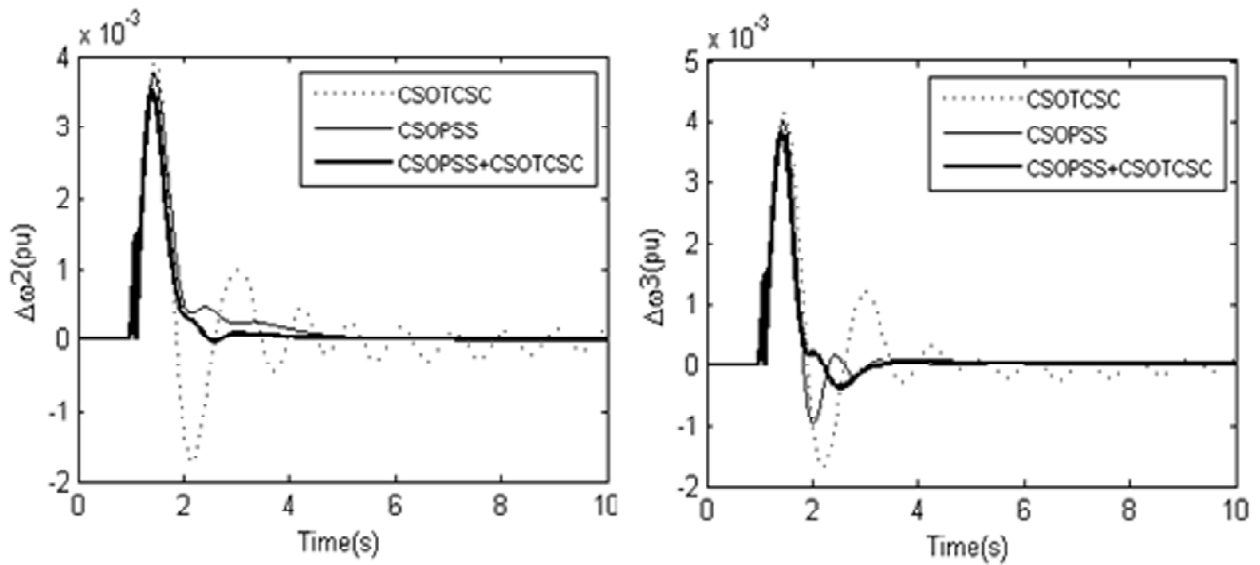 x 10^-3
4
3
2
1
0
-1
-2
Δω2(pu)
CSOTCSC
CSOPSS
CSOPSS+CSOTCSC
0 2 4 6 8 10
Time(s)
x 10^-3
5
4
3
2
1
0
-1
-2
Δω3(pu)
CSOTCSC
CSOPSS
CSOPSS+CSOTCSC
0 2 4 6 8 10
Time(s)